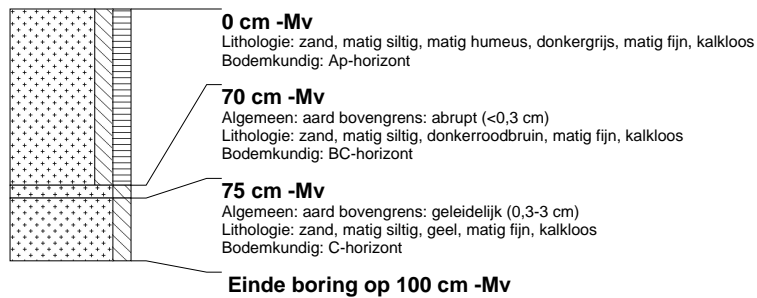 0 cm -Mv
Lithologie: zand, matig siltig, matig humeus, donkergrijs, matig fijn, kalkloos
Bodemkundig: Ap-horizont
70 cm -Mv
Algemeen: aard bovengrens: abrupt (<0,3 cm)
Lithologie: zand, matig siltig, donkerroodbruin, matig fijn, kalkloos
Bodemkundig: BC-horizont
75 cm -Mv
Algemeen: aard bovengrens: geleidelijk (0,3-3 cm)
Lithologie: zand, matig siltig, geel, matig fijn, kalkloos
Bodemkundig: C-horizont
Einde boring op 100 cm -Mv